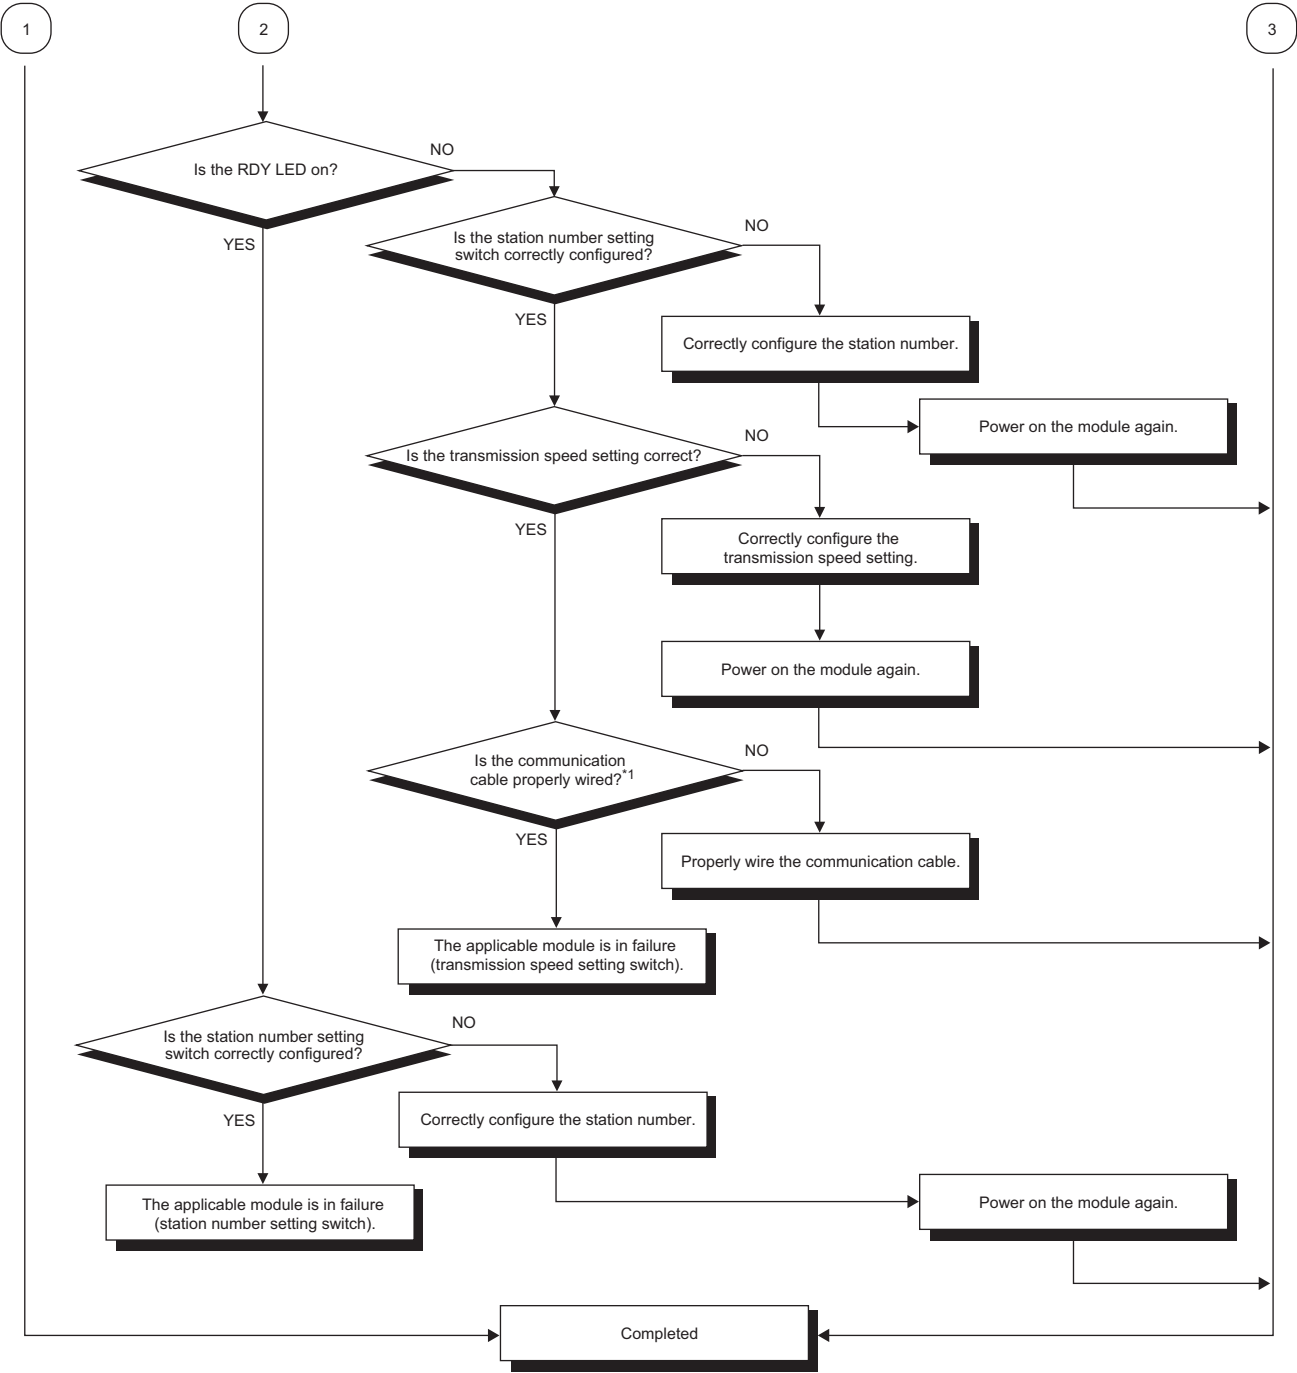 1
2
3
Is the RDY LED on?
NO
YES
Is the station number setting
switch correctly configured?
NO
YES
Correctly configure the station number.
Power on the module again.
Is the transmission speed setting correct?
NO
YES
Correctly configure the
transmission speed setting.
Power on the module again.
Is the communication
cable properly wired?*1
NO
YES
Properly wire the communication cable.
The applicable module is in failure
(transmission speed setting switch).
Is the station number setting
switch correctly configured?
NO
YES
Correctly configure the station number.
The applicable module is in failure
(station number setting switch).
Power on the module again.
Completed